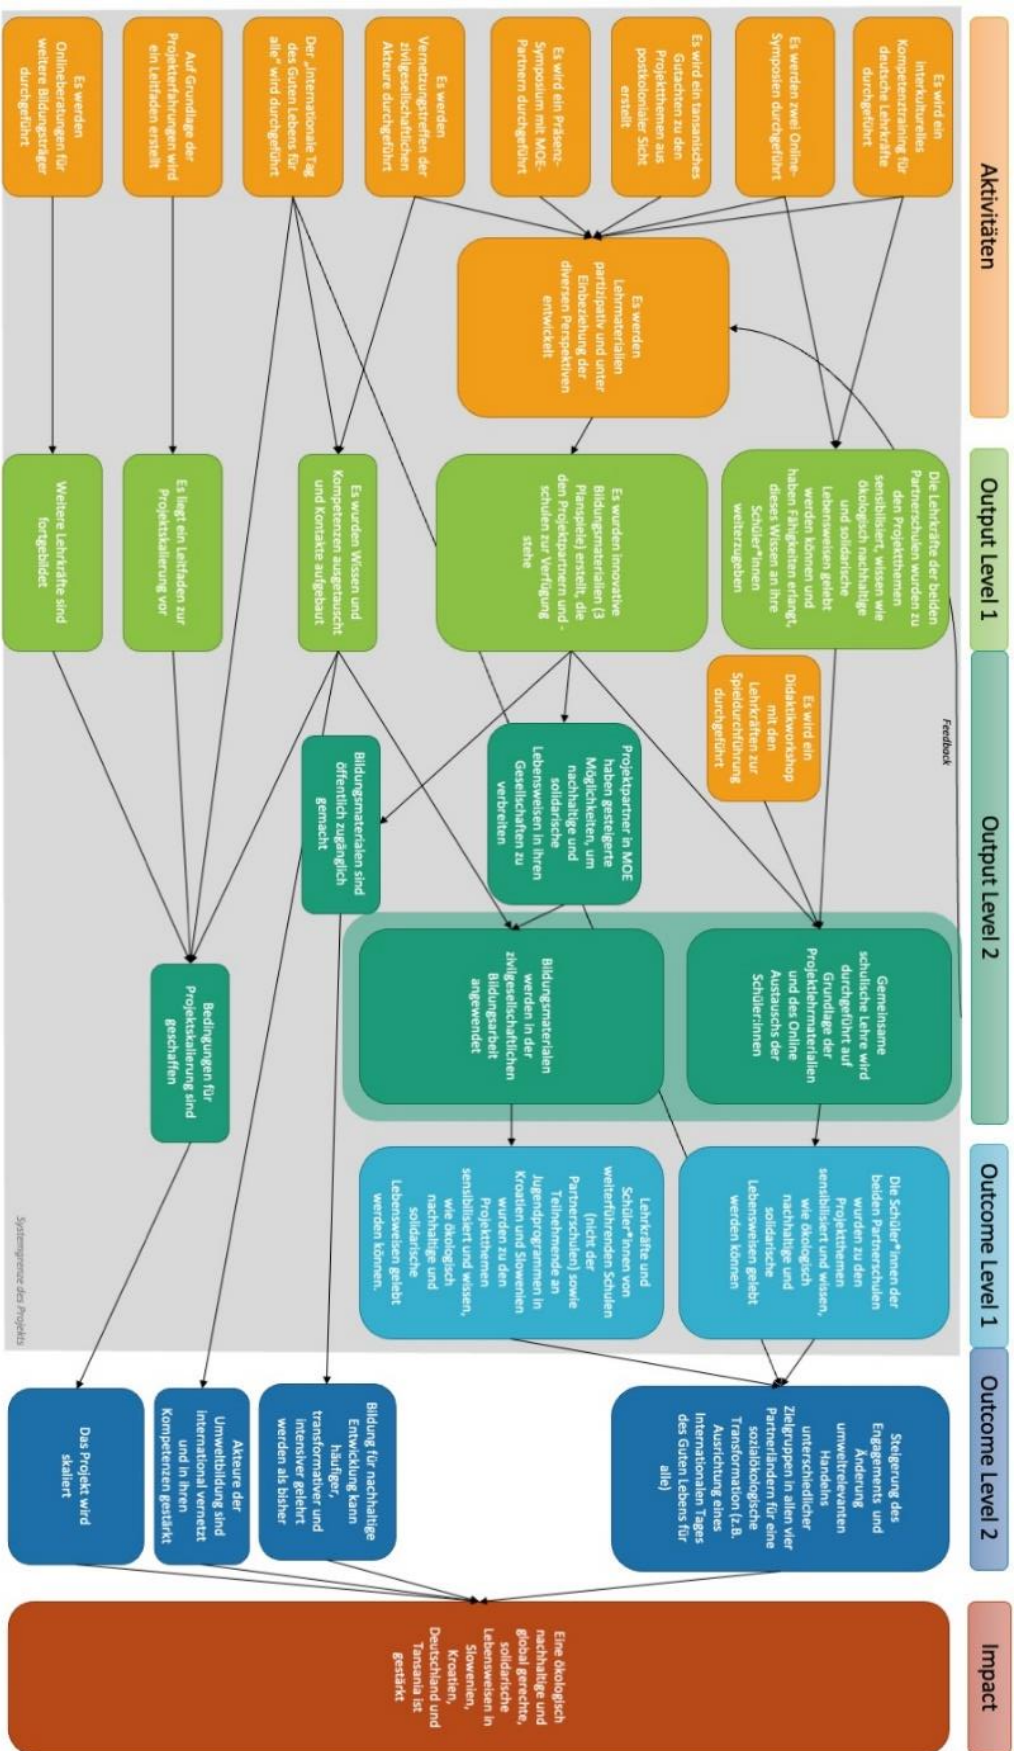 Aktivitäten
Output Level 1
Output Level 2
Outcome Level 1
Outcome Level 2
Impact
Es wird ein
interkulturelles
Kompetenztraining für
deutsche Lehrkräfte
durchgeführt
Es werden zwei Online-
Symposien durchgeführt
Es wird ein tansanisches
Gutachten zu den
Projektthemen aus
postkolonialer Sicht
erstellt
Es wird ein Präsenz-
Symposium mit MOE-
Partnern durchgeführt
Es werden
Vernetzungstreffen der
zivilgesellschaftlichen
Akteure durchgeführt
Der „Internationale Tag
des Guten Lebens für
alle“ wird durchgeführt
Auf Grundlage der
Projekterfahrungen wird
ein Leitfaden erstellt
Es werden
Onlineberatungen für
weitere Bildungsträger
durchgeführt
Es werden
Lehrmaterialien
partizipativ und unter
Einbeziehung der
diversen Perspektiven
entwickelt
Die Lehrkräfte der beiden
Partnerschulen wurden zu
den Projektthemen
sensibilisiert, wissen wie
ökologisch nachhaltige
und solidarische
Lebensweisen gelebt
werden können und
haben Fähigkeiten erlangt,
dieses Wissen an ihre
Schüler*innen
weiterzugeben
Es wurden innovative
Bildungsmaterialien (3
Planspiele) erstellt, die
den Projektpartnern und -
schulen zur Verfügung
stehe
Es wurden Wissen und
Kompetenzen ausgetauscht
und Kontakte aufgebaut
Es liegt ein Leitfaden zur
Projektskalierung vor
Weitere Lehrkräfte sind
fortgebildet
Feedback
Es wird ein
Didaktikworkshop
mit den
Lehrkräften zur
Spieldurchführung
durchgeführt
Projektpartner in MOE
haben gesteigerte
Möglichkeiten, um
nachhaltige und
solidarische
Lebensweisen in ihren
Gesellschaften zu
verbreiten
Bildungsmaterialen sind
öffentlich zugänglich
gemacht
Gemeinsame
schulische Lehre wird
durchgeführt auf
Grundlage der
Projektlehrmaterialien
und des Online
Austauschs der
Schüler:innen
Bildungsmaterialen
werden in der
zivilgesellschaftlichen
Bildungsarbeit
angewendet
Bedingungen für
Projektskalierung sind
geschaffen
Die Schüler*innen der
beiden Partnerschulen
wurden zu den
Projektthemen
sensibilisiert und wissen,
wie ökologisch
nachhaltige und
solidarische
Lebensweisen gelebt
werden können
Lehrkräfte und
Schüler*innen von
weiterführenden Schulen
(nicht der
Partnerschulen) sowie
Teilnehmende an
Jugendprogrammen in
Kroatien und Slowenien
wurden zu den
Projektthemen
sensibilisiert und wissen,
wie ökologisch
nachhaltige und
solidarische
Lebensweisen gelebt
werden können.
Systemgrenze des Projekts
Steigerung des
Engagements und
Änderung
umweltrelevanten
Handelns
unterschiedlicher
Zielgruppen in allen vier
Partnerländern für eine
sozialökologische
Transformation (z.B.
Ausrichtung eines
Internationalen Tages
des Guten Lebens für
alle)
Bildung für nachhaltige
Entwicklung kann
häufiger,
transformativer und
intensiver gelehrt
werden als bisher
Akteure der
Umweltbildung sind
international vernetzt
und in ihren
Kompetenzen gestärkt
Das Projekt wird
skaliert
Eine ökologisch
nachhaltige und
global gerechte,
solidarische
Lebensweisen in
Slowenien,
Kroatien,
Deutschland und
Tansania ist
gestärkt